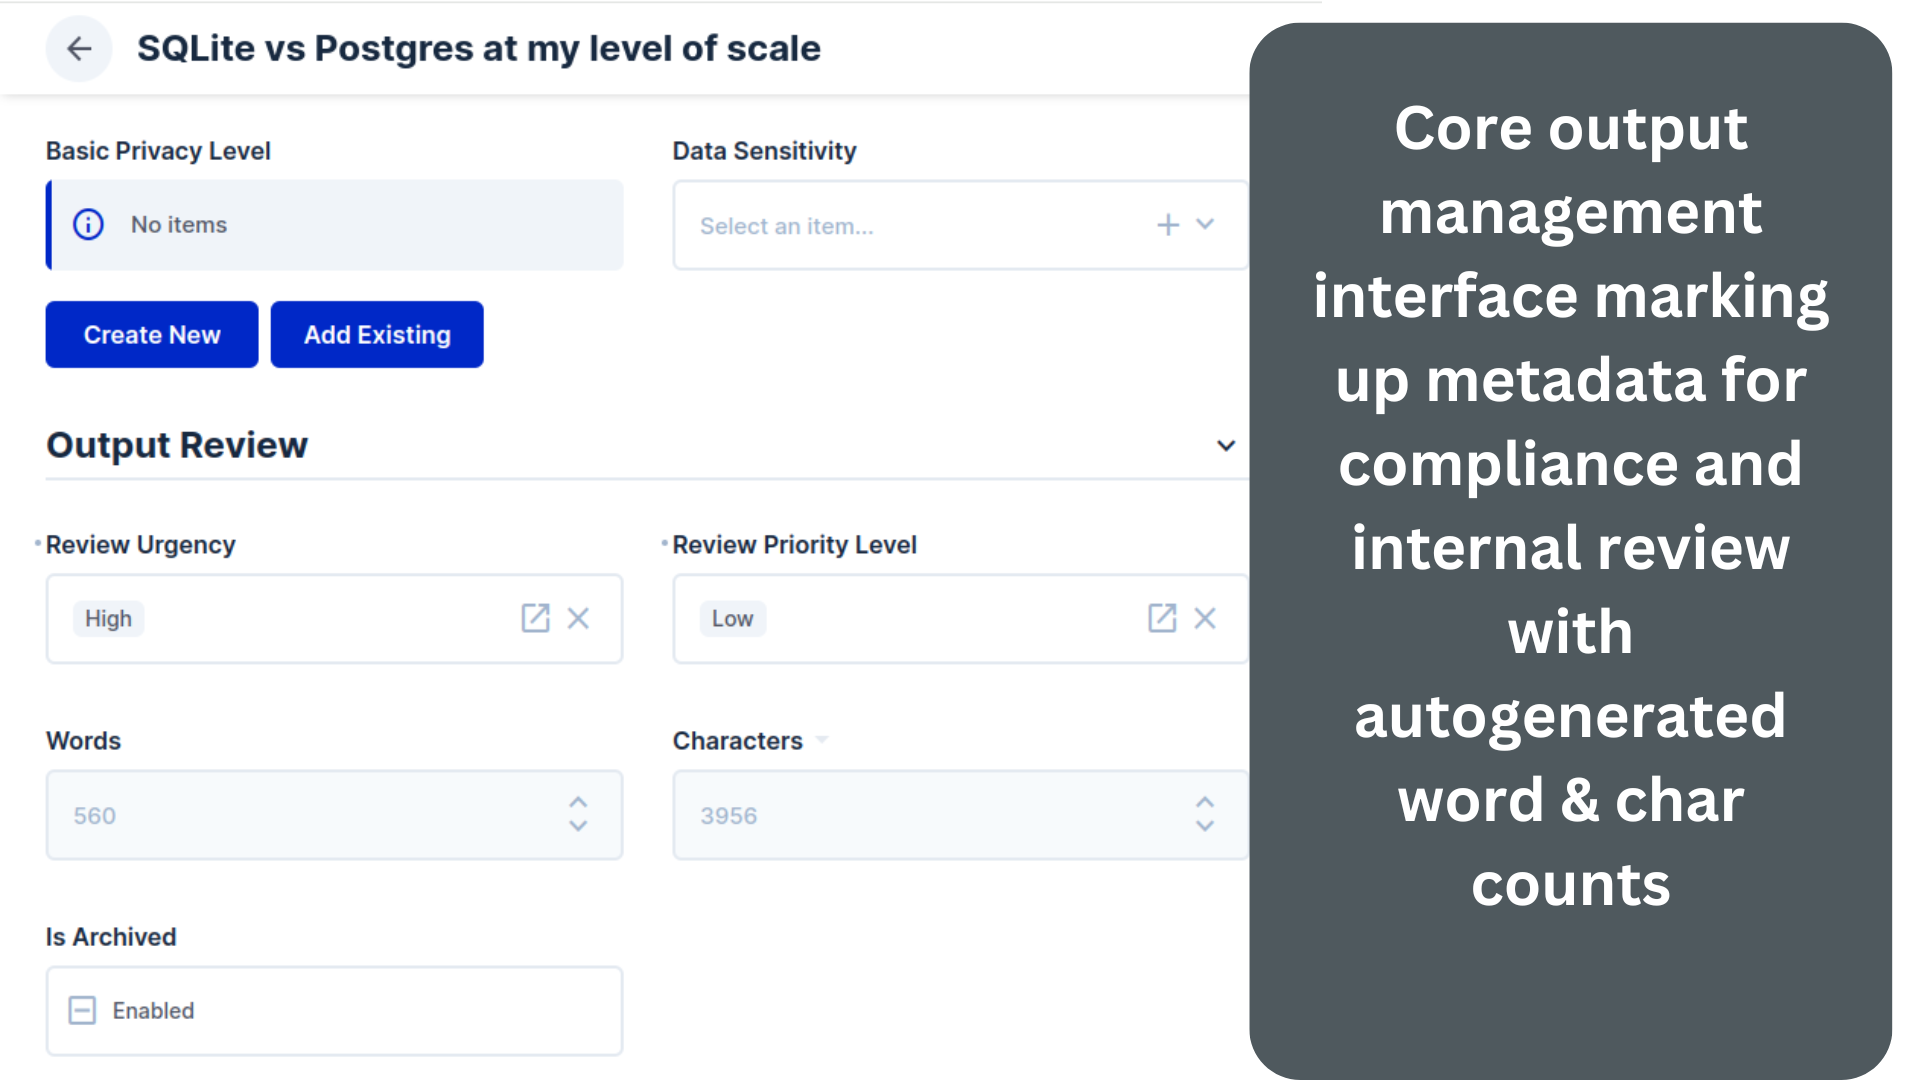 SQLite vs Postgres at my level of scale
Basic Privacy Level
Data Sensitivity
No items
Select an item...
Create New
Add Existing
Output Review
Review Urgency
Review Priority Level
High
Low
Words
Characters
560
3956
Is Archived
Enabled
Core output
management
interface marking
up metadata for
compliance and
internal review
with
autogenerated
word & char
counts